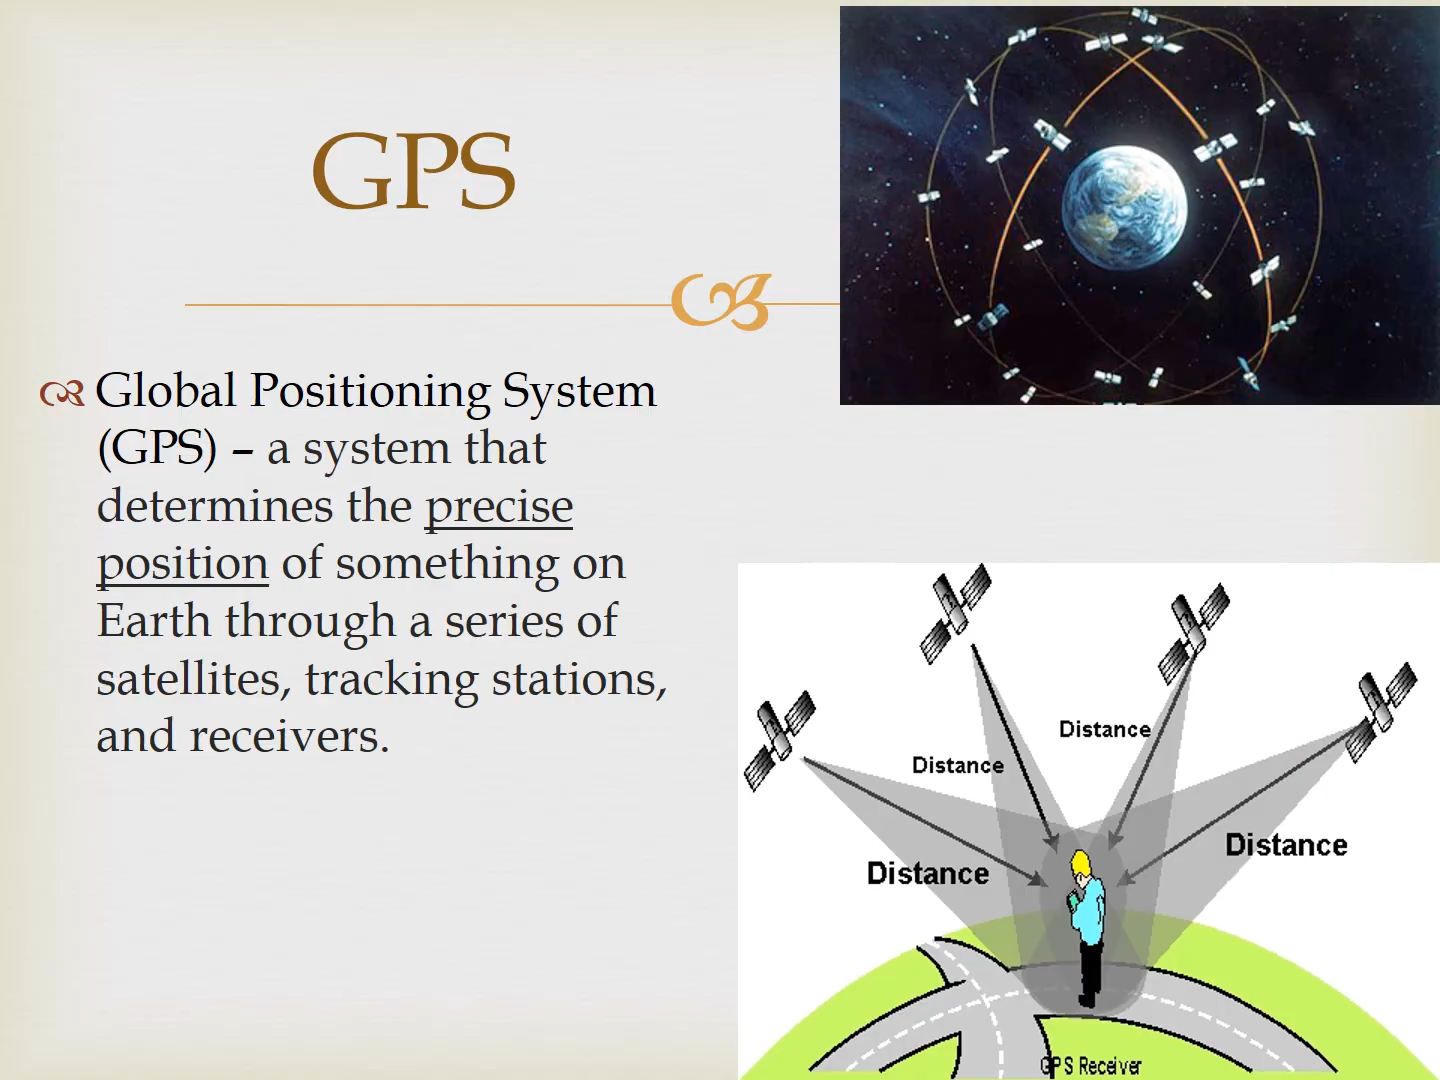 GPS
Global Positioning System
(GPS) – a system that
determines the precise
position of something on
Earth through a series of
satellites, tracking stations,
and receivers.
Distance
Distance
Distance
Distance
GPS Receiver